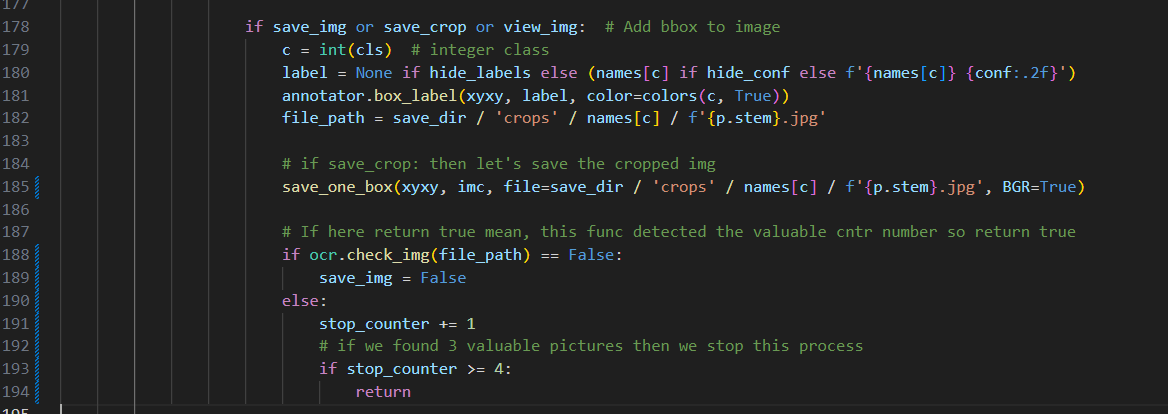 177
178 if save_img or save_crop or view_img:  # Add bbox to image
179 c = int(cls)  # integer class
180 label = None if hide_labels else (names[c] if hide_conf else f'{names[c]} {conf:.2f}')
181 annotator.box_label(xyxy, label, color=colors(c, True))
182 file_path = save_dir / 'crops' / names[c] / f'{p.stem}.jpg'
183
184 # if save_crop: then let's save the cropped img
185 save_one_box(xyxy, imc, file=save_dir / 'crops' / names[c] / f'{p.stem}.jpg', BGR=True)
186
187 # If here return true mean, this func detected the valuable cntr number so return true
188 if ocr.check_img(file_path) == False:
189 save_img = False
190 else:
191 stop_counter += 1
192 # if we found 3 valuable pictures then we stop this process
193 if stop_counter >= 4:
194 return
195